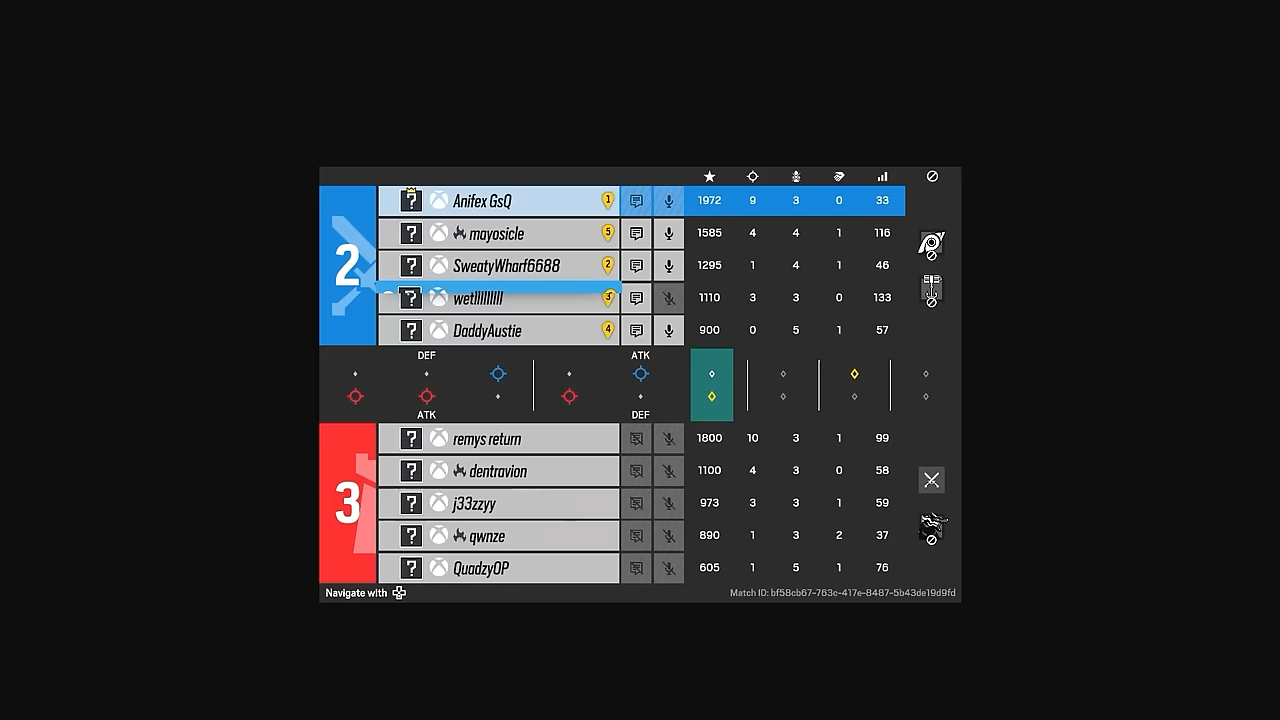 2
? Anifex GsQ 1 1972 9 3 0 33
? mayosicle 5 1585 4 4 1 116
? SweatyWharf6688 2 1295 1 4 1 46
? 3 1110 3 3 0 133
? DaddyAustie 4 900 0 5 1 57
DEF ATK
ATK DEF
3
? remys return 1800 10 3 1 99
? dentravion 1100 4 3 0 58
? j33zzyy 973 3 3 1 59
? qwnze 890 1 3 2 37
? QuadzyOP 605 1 5 1 76
Navigate with
Match ID: bf58cb67-763c-417e-8487-5b43de19d9fd